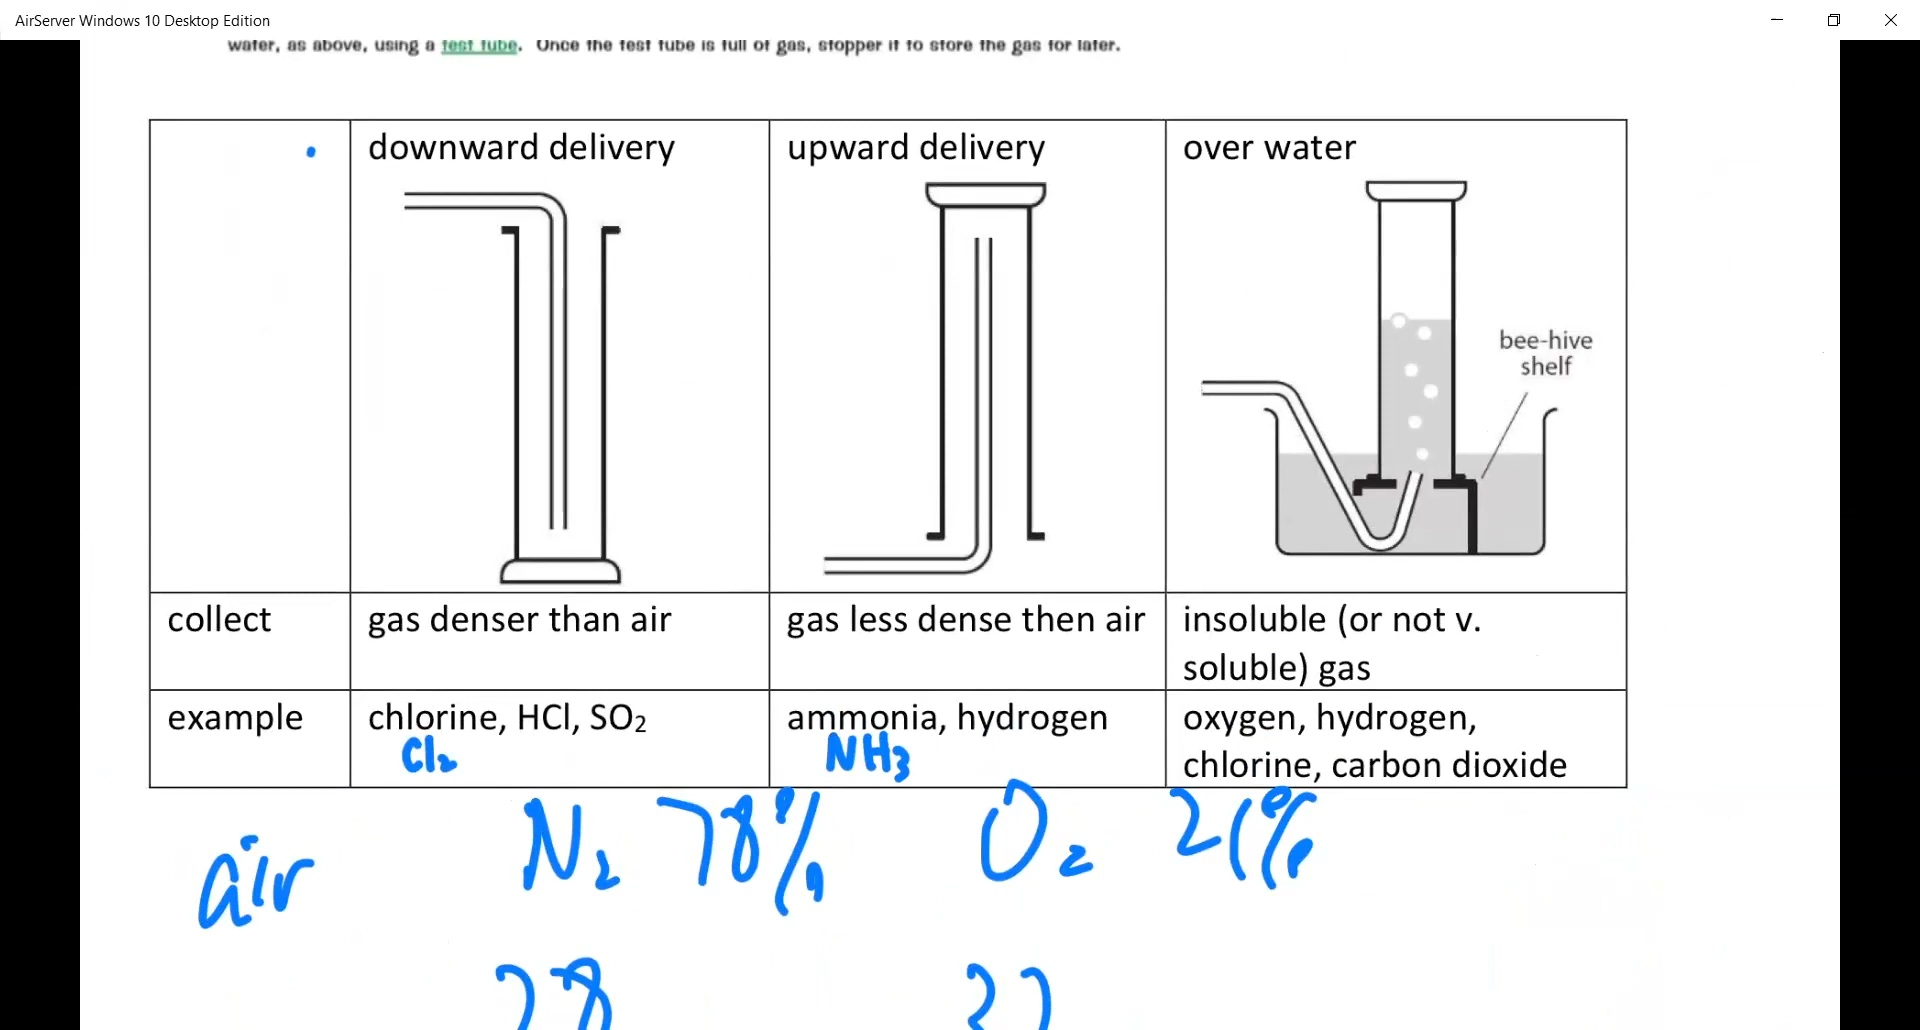 AirServer Windows 10 Desktop Edition
water, as above, using a test tube. Once the test tube is full of gas, stopper it to store the gas for later.
downward delivery
upward delivery
over water
bee-hive
shelf
collect
gas denser than air
gas less dense then air
insoluble (or not v.
soluble) gas
example
chlorine, HCl, SO₂
Cl₂
ammonia, hydrogen
NH₃
oxygen, hydrogen,
chlorine, carbon dioxide
air N₂ 78% O₂ 21%
28 32